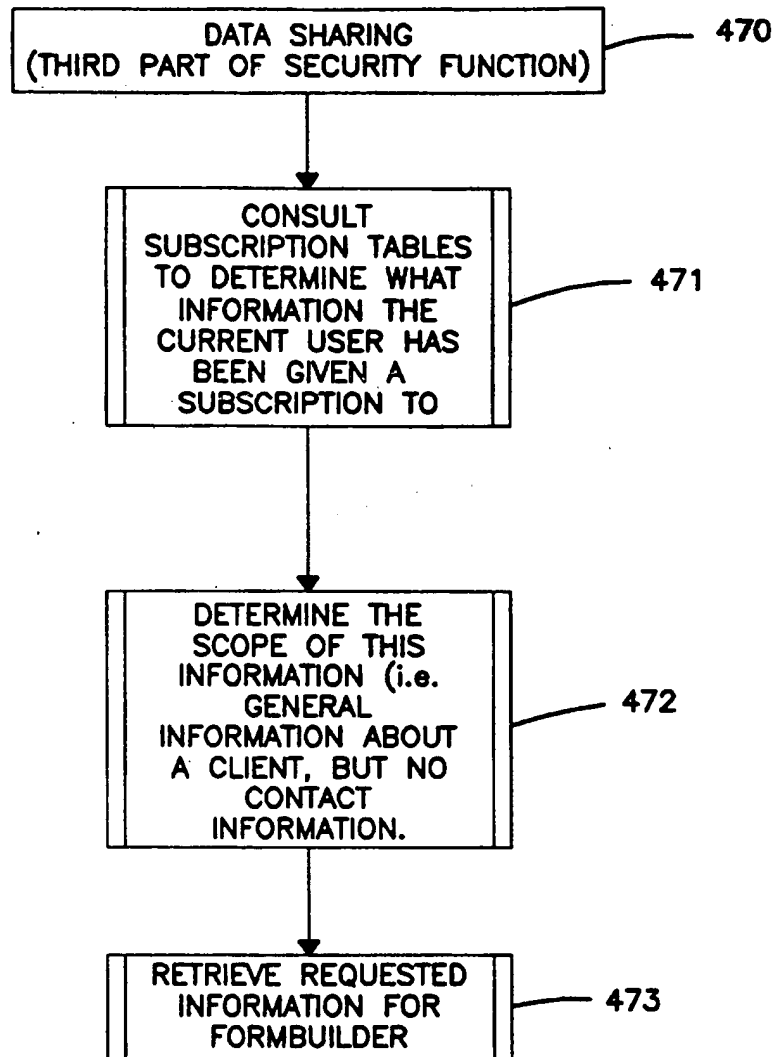 DATA SHARING
(THIRD PART OF SECURITY FUNCTION)
470
CONSULT
SUBSCRIPTION TABLES
TO DETERMINE WHAT
INFORMATION THE
CURRENT USER HAS
BEEN GIVEN A
SUBSCRIPTION TO
471
DETERMINE THE
SCOPE OF THIS
INFORMATION (i.e.
GENERAL
INFORMATION ABOUT
A CLIENT, BUT NO
CONTACT
INFORMATION.
472
RETRIEVE REQUESTED
INFORMATION FOR
FORMBUILDER
473